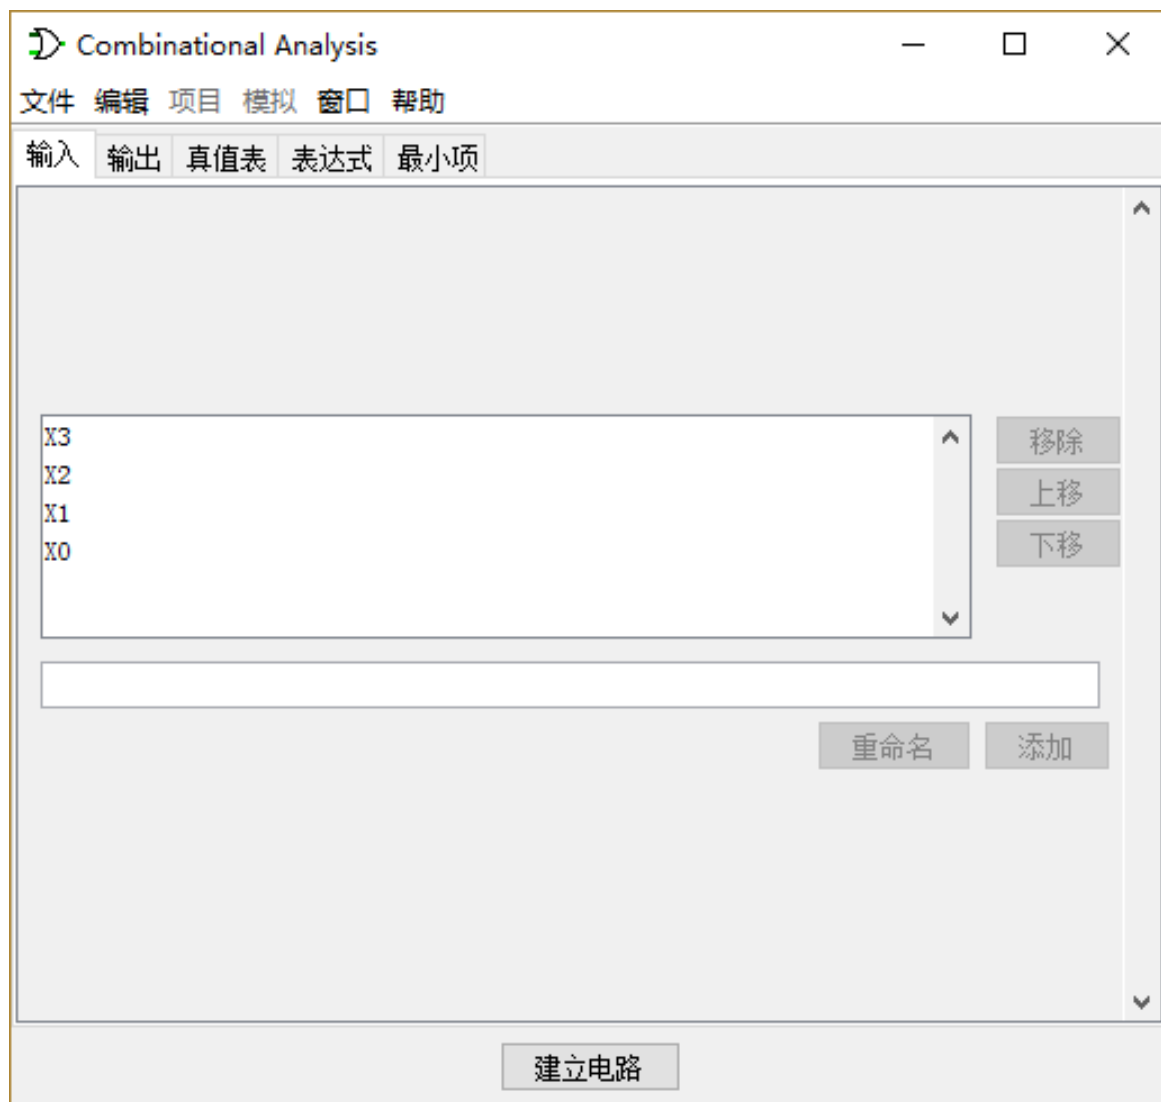 Combinational Analysis
文件 编辑 项目 模拟 窗口 帮助
输入 输出 真值表 表达式 最小项
X3
X2
X1
X0
移除
上移
下移
重命名 添加
建立电路